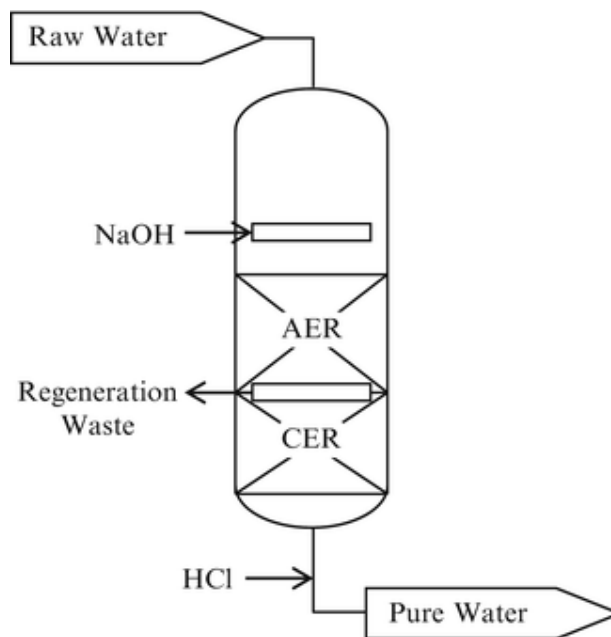 Raw Water
NaOH
AER
Regeneration
Waste
CER
HCl
Pure Water